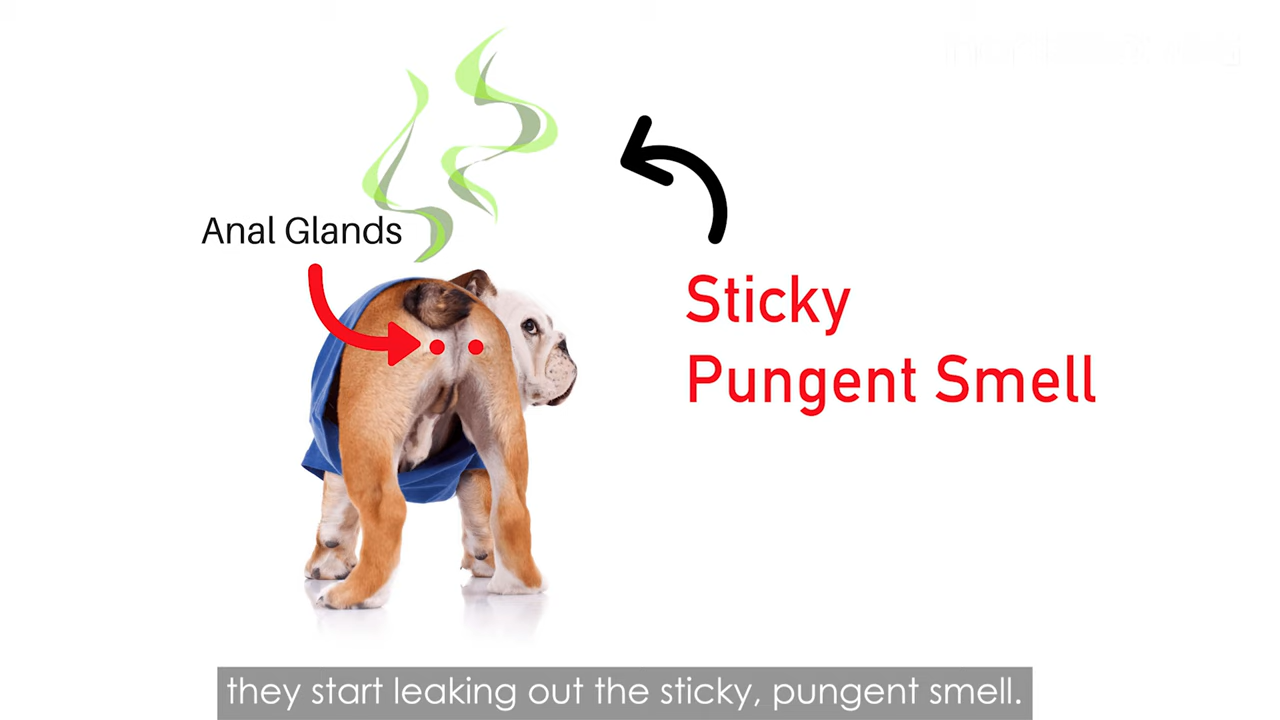 Anal Glands
Sticky
Pungent Smell
they start leaking out the sticky, pungent smell.